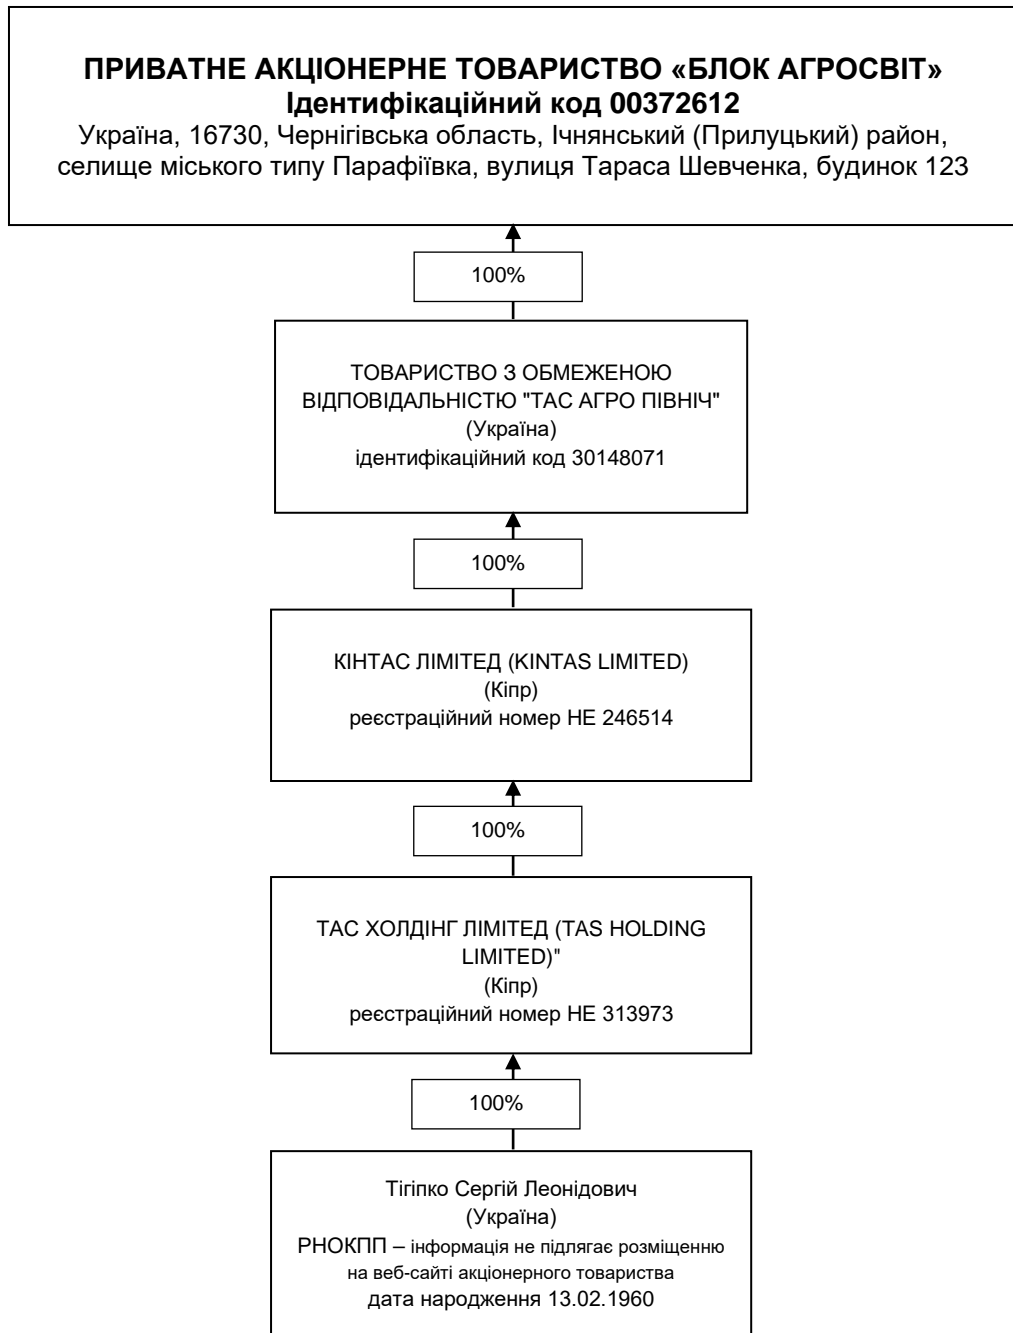 ПРИВАТНЕ АКЦІОНЕРНЕ ТОВАРИСТВО «БЛОК АГРОСВІТ»
Ідентифікаційний код 00372612
Україна, 16730, Чернігівська область, Ічнянський (Прилуцький) район,
селище міського типу Парафіївка, вулиця Тараса Шевченка, будинок 123
100%
ТОВАРИСТВО З ОБМЕЖЕНОЮ
ВІДПОВІДАЛЬНІСТЮ "ТАС АГРО ПІВНІЧ"
(Україна)
ідентифікаційний код 30148071
100%
КІНТАС ЛІМІТЕД (KINTAS LIMITED)
(Кіпр)
реєстраційний номер НЕ 246514
100%
ТАС ХОЛДІНГ ЛІМІТЕД (TAS HOLDING
LIMITED)"
(Кіпр)
реєстраційний номер НЕ 313973
100%
Тігіпко Сергій Леонідович
(Україна)
РНОКПП – інформація не підлягає розміщенню
на веб-сайті акціонерного товариства
дата народження 13.02.1960